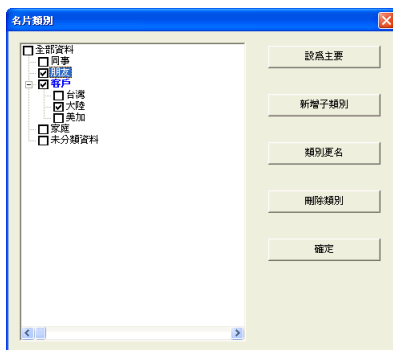 名片類別
全部資料
同事
朋友
客戶
台灣
大陸
美加
家庭
未分類資料
設為主要
新增子類別
類別更名
刪除類別
確定